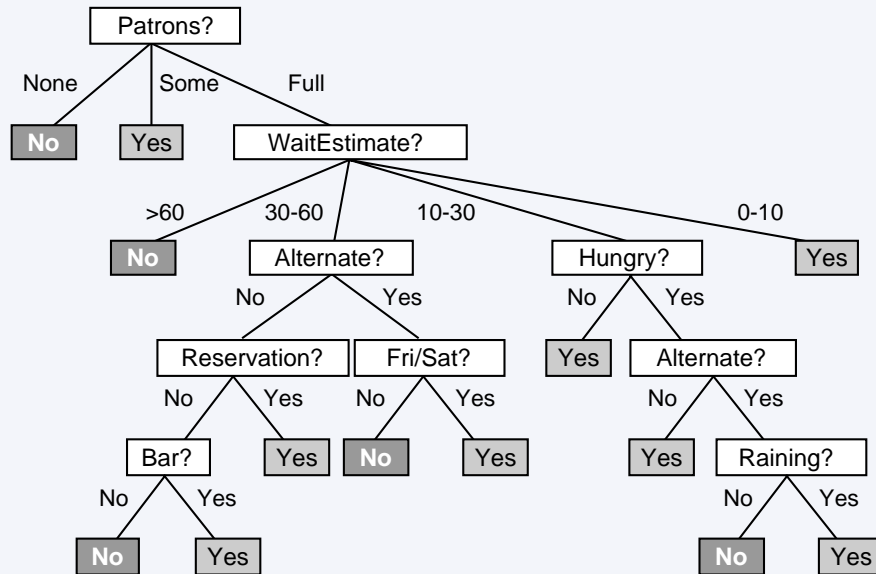 Patrons?
None Some Full
No Yes WaitEstimate?
>60 30-60 10-30 0-10
No Alternate? Hungry? Yes
No Yes No Yes
Reservation? Fri/Sat? Yes Alternate?
No Yes No Yes No Yes
Bar? Yes No Yes Yes Raining?
No Yes No Yes
No Yes No Yes